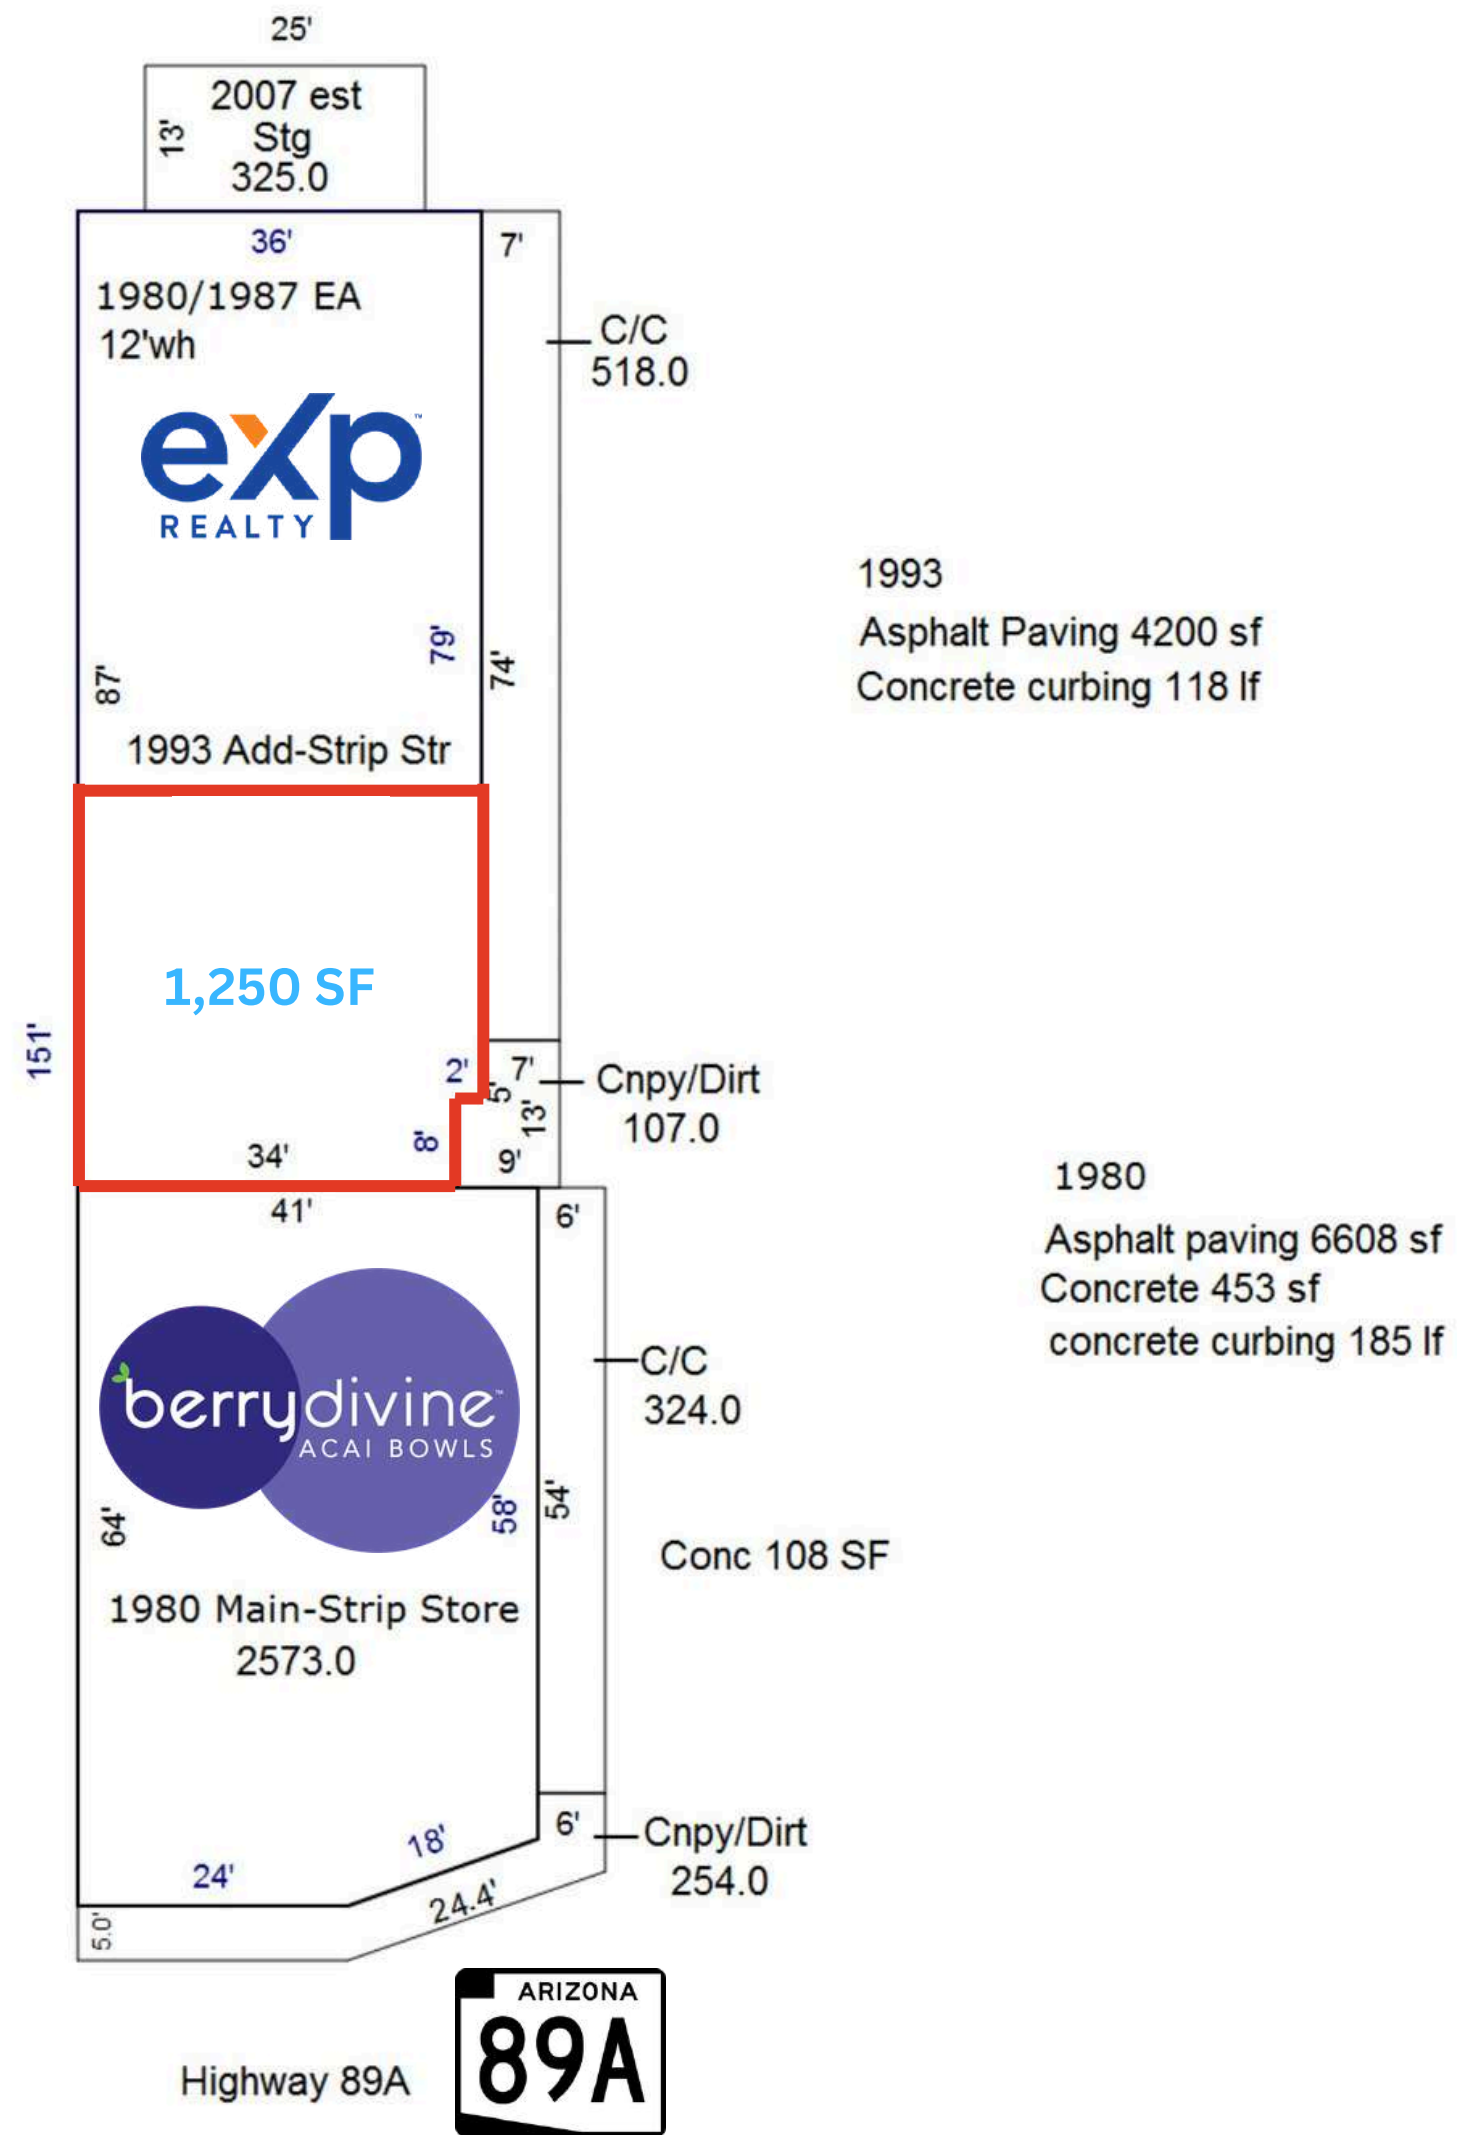 25'
13'
2007 est
Stg
325.0
36'
7'
1980/1987 EA
12'wh
C/C
518.0
exp™
REALTY
1993
Asphalt Paving 4200 sf
Concrete curbing 118 lf
79'
74'
87'
1993 Add-Strip Str
1,250 SF
151'
2'
7'
5'
13'
Cnpy/Dirt
107.0
8'
34'
9'
41'
6'
1980
Asphalt paving 6608 sf
Concrete 453 sf
concrete curbing 185 lf
berrydivine™
ACAI BOWLS
C/C
324.0
64'
58'
54'
Conc 108 SF
1980 Main-Strip Store
2573.0
6'
Cnpy/Dirt
254.0
18'
24'
24.4'
5.0'
Highway 89A
ARIZONA
89A